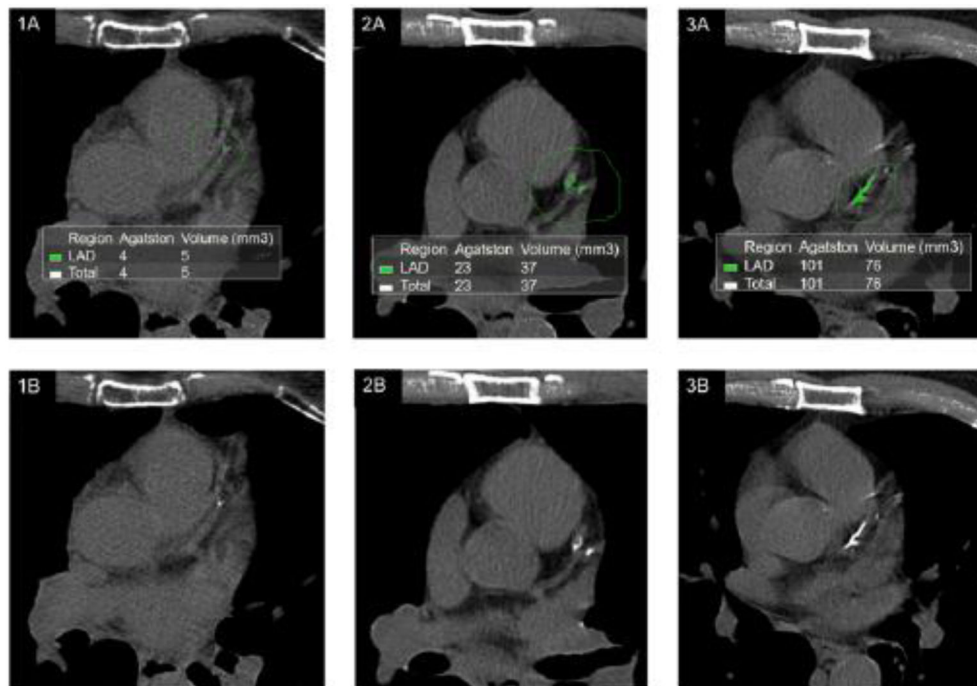 1A
Region Agatston Volume (mm3)
LAD 4 5
Total 4 5
2A
Region Agatston Volume (mm3)
LAD 23 37
Total 23 37
3A
Region Agatston Volume (mm3)
LAD 101 76
Total 101 76
1B
2B
3B